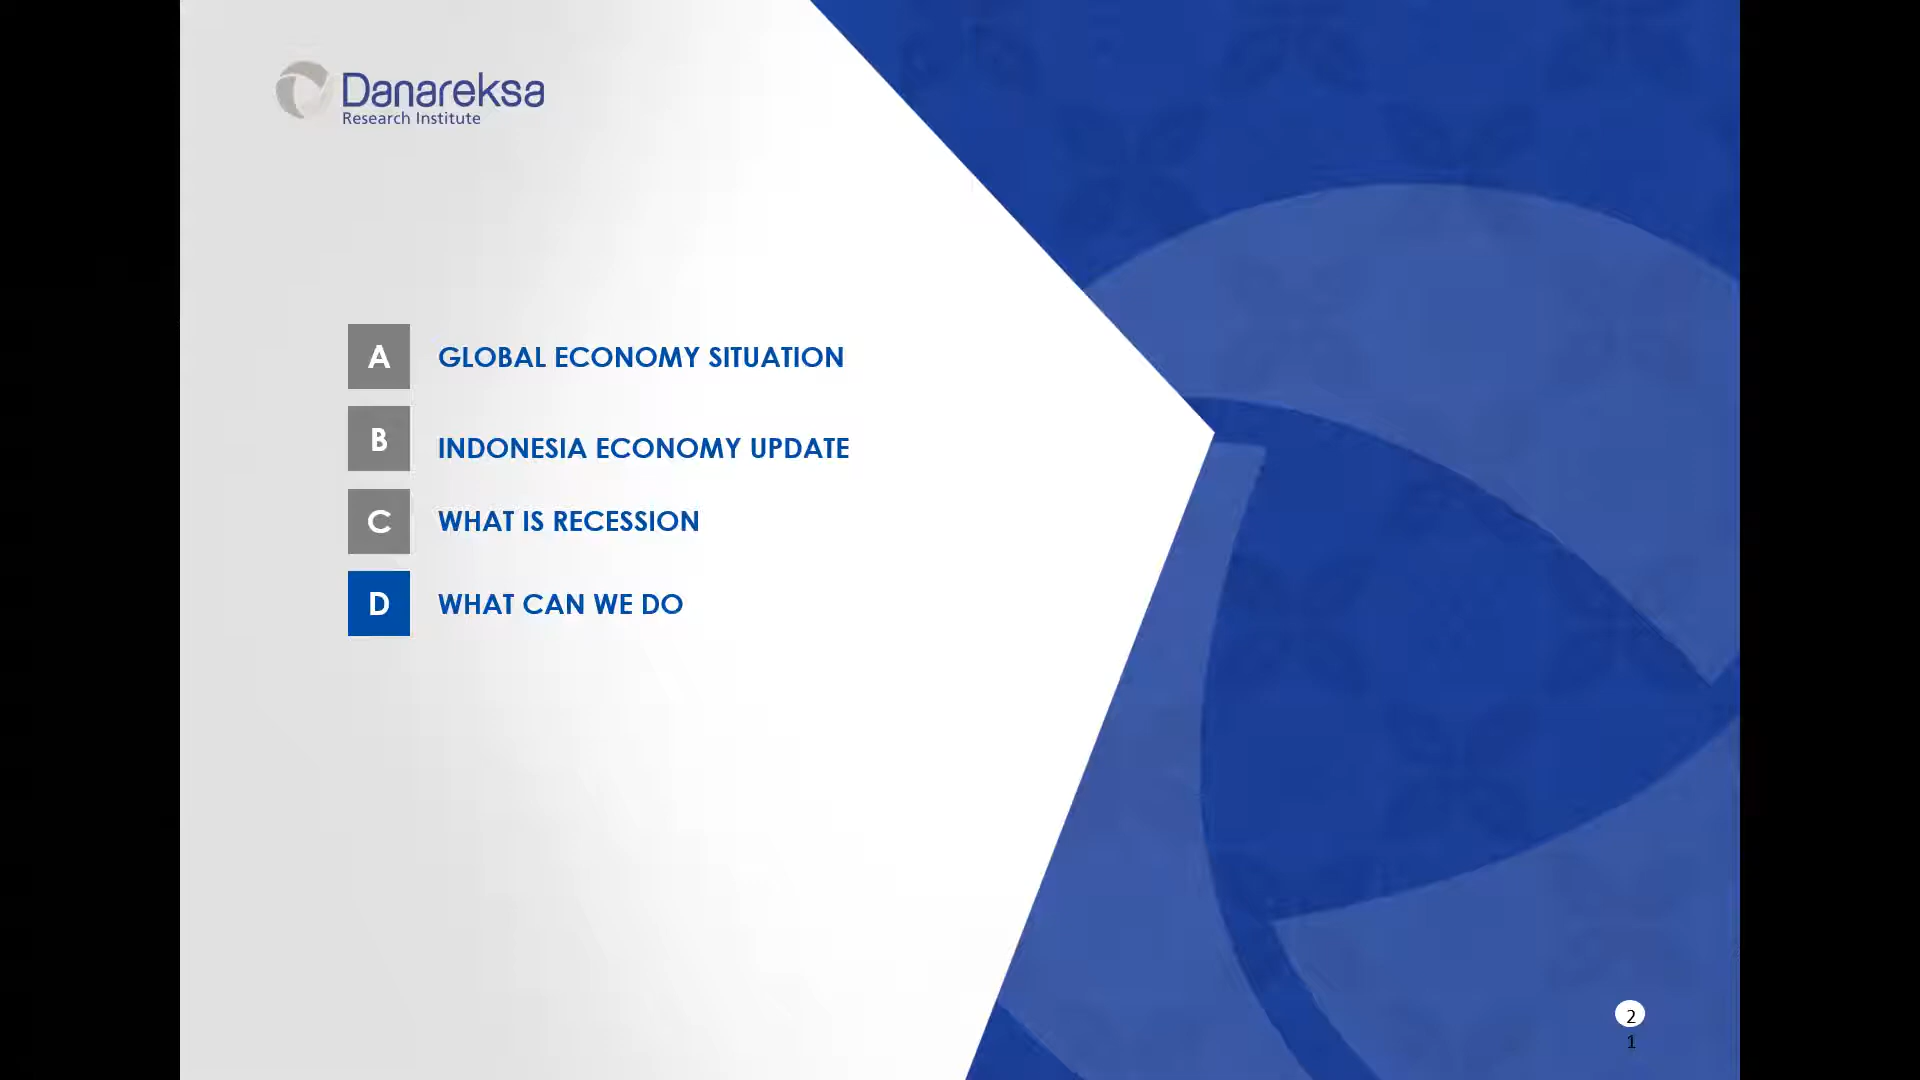 Danareksa
Research Institute
A GLOBAL ECONOMY SITUATION
B INDONESIA ECONOMY UPDATE
C WHAT IS RECESSION
D WHAT CAN WE DO
2
1